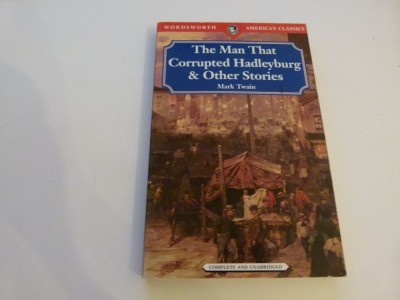 WORDSWORTH AMERICAN CLASSICS
The Man That
Corrupted Hadleyburg
& Other Stories
Mark Twain
COMPLETE AND UNABRIDGED